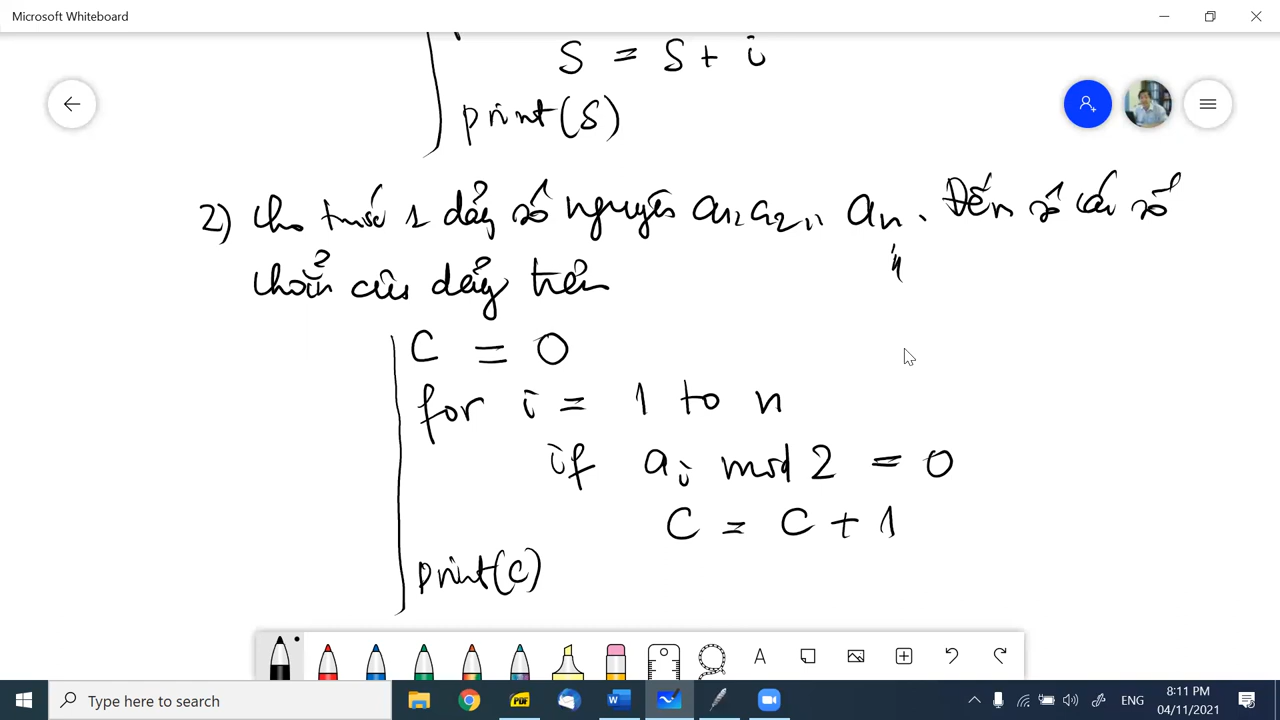 Microsoft Whiteboard
S = S + i
print(S)
2) Cho trước 1 dãy số nguyên a1, a2,.. an. Đếm số các số
chẵn của dãy trên
C = 0
for i = 1 to n
if ai mod 2 = 0
C = C + 1
print(C)
A
Type here to search
PDF
ENG
8:11 PM
04/11/2021